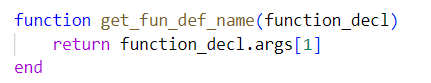 function get_fun_def_name(function_decl)
    return function_decl.args[1]
end